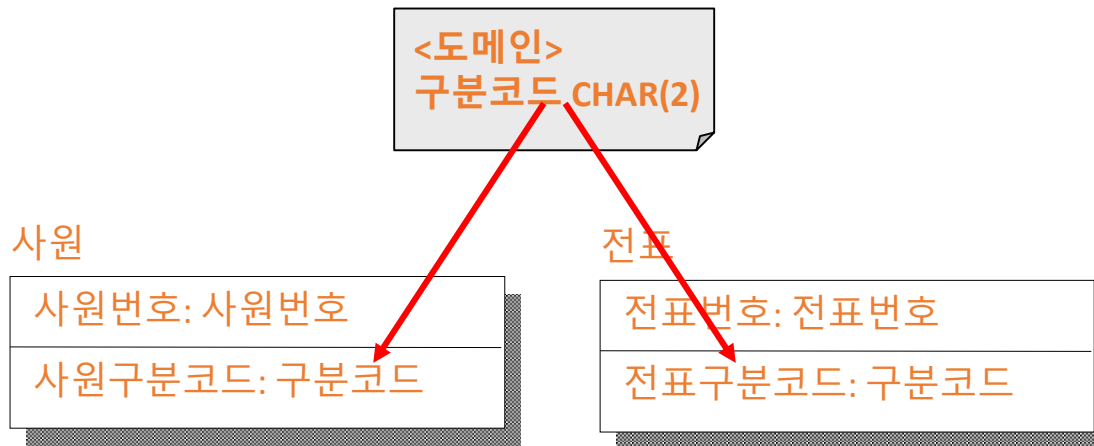 <도메인>
구분코드 CHAR(2)
사원
사원번호: 사원번호
사원구분코드: 구분코드
전표
전표번호: 전표번호
전표구분코드: 구분코드